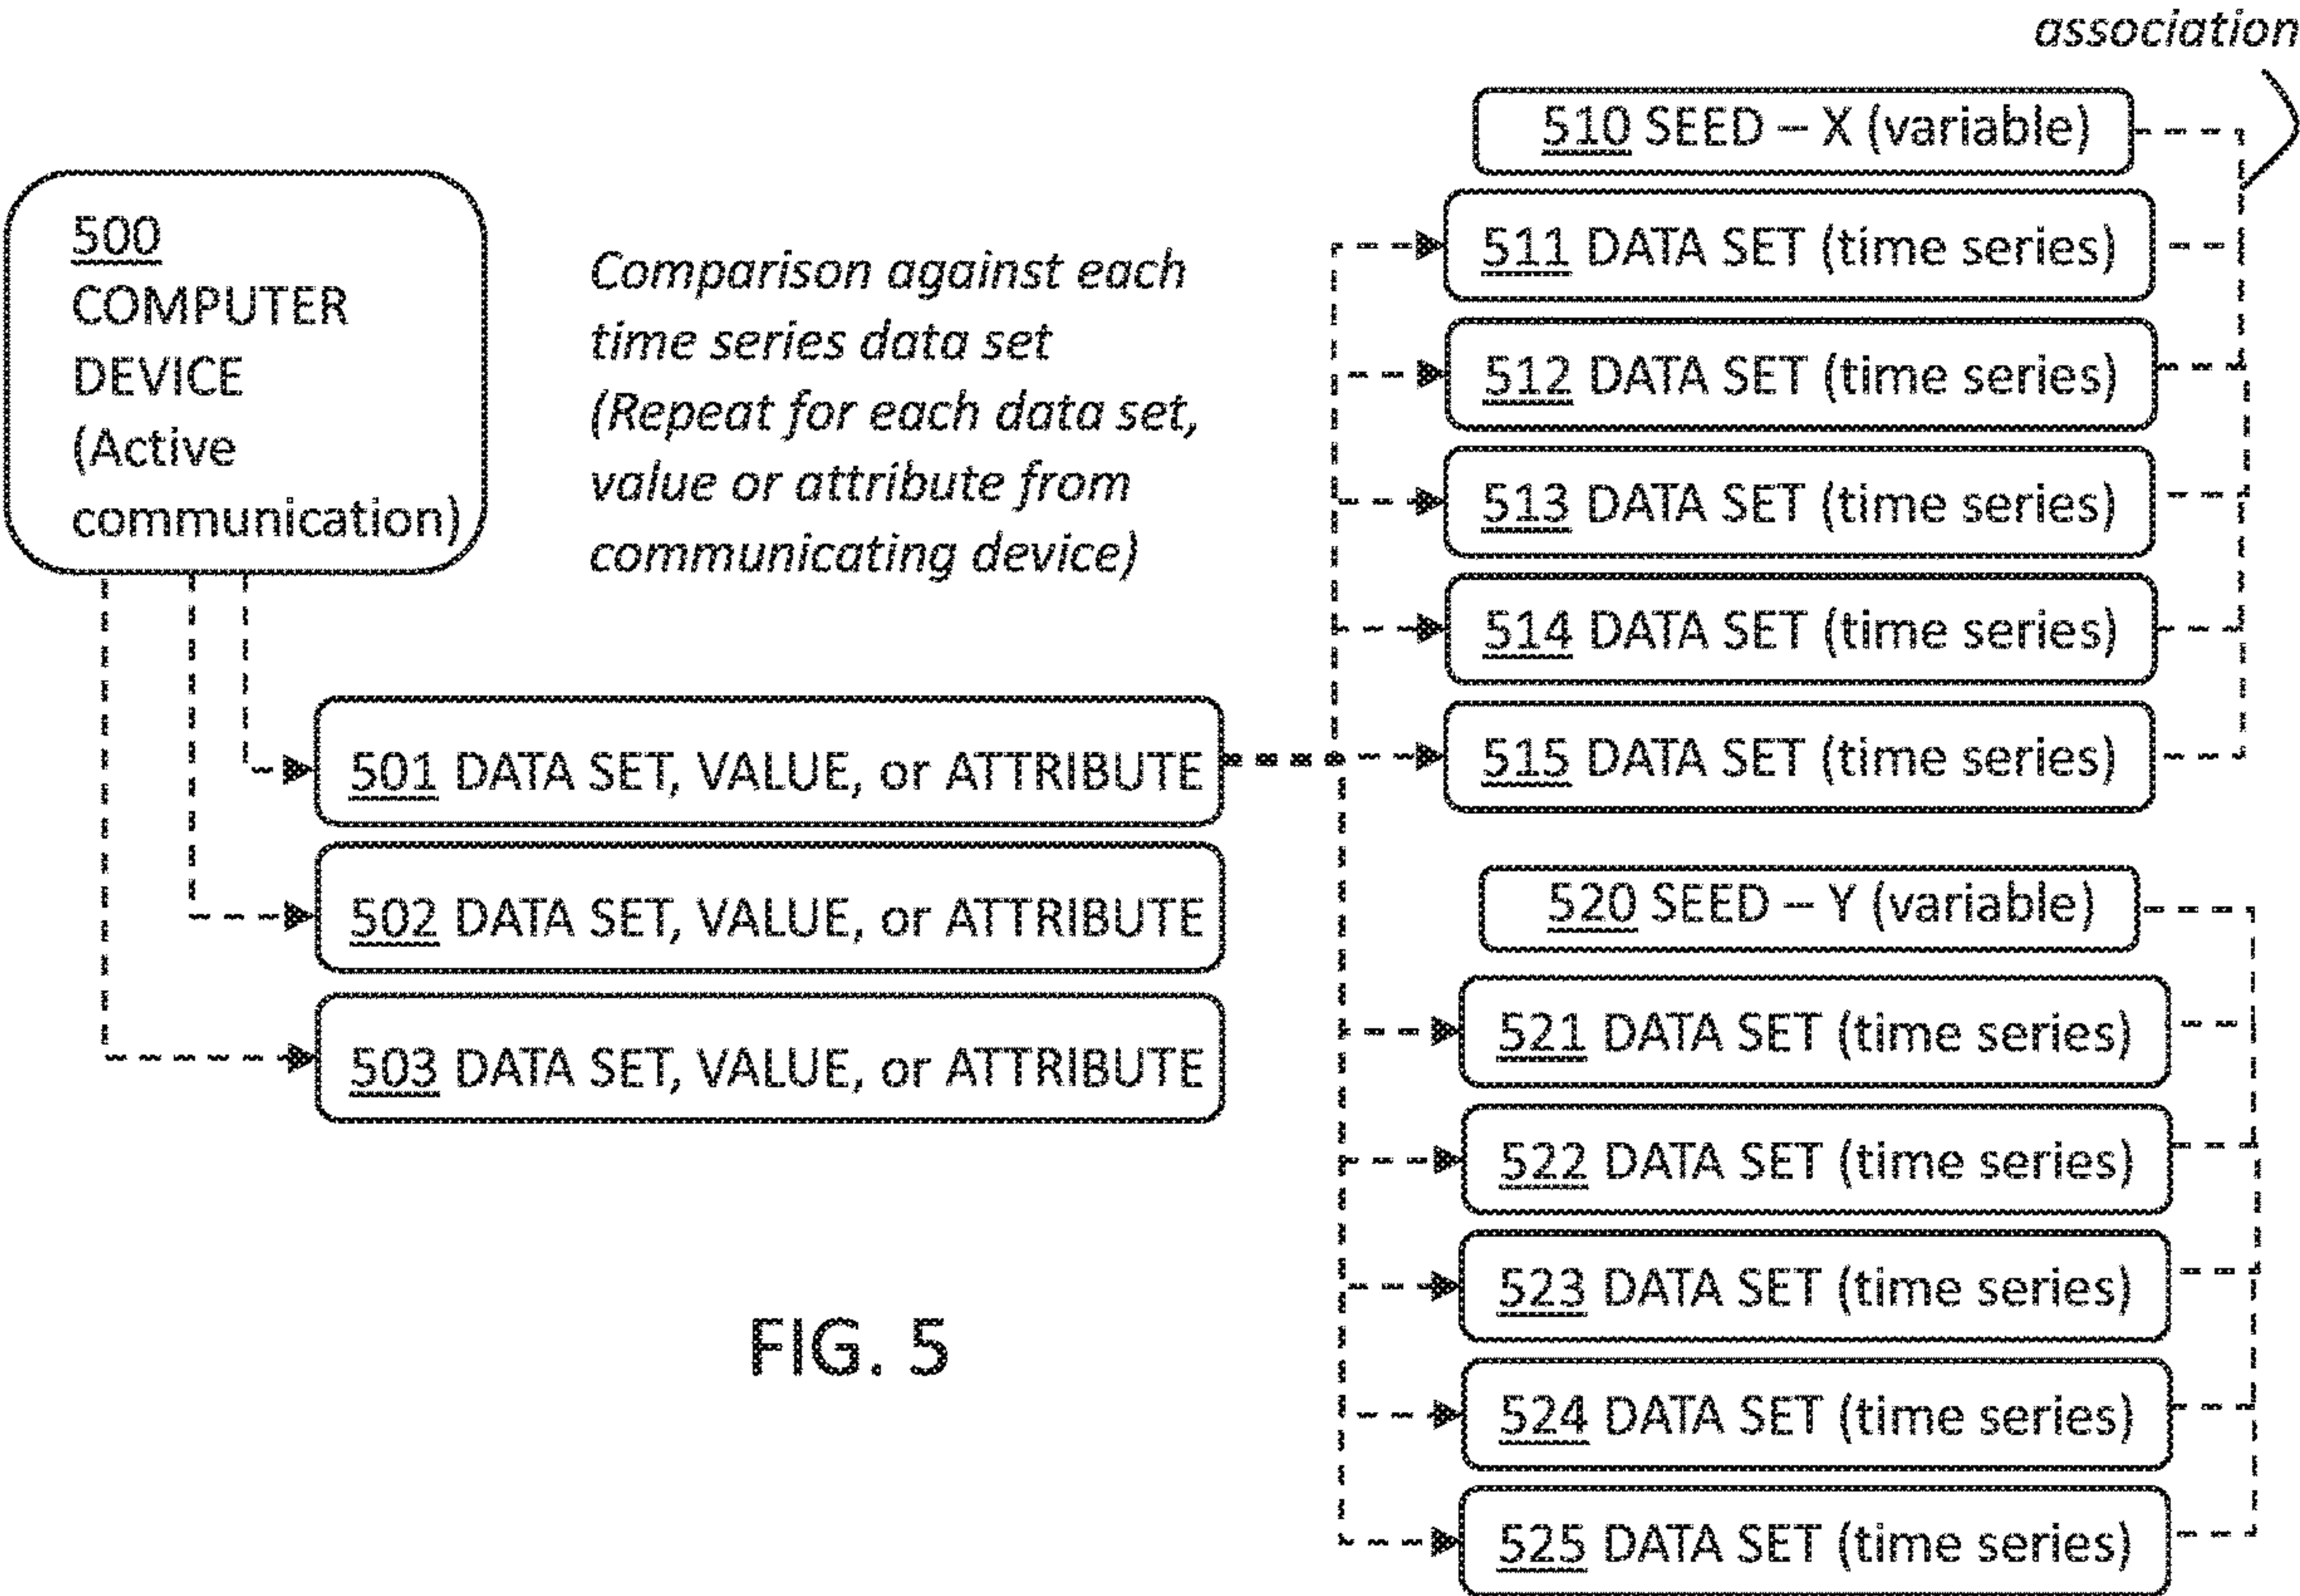 association
500
COMPUTER
DEVICE
(Active
communication)
Comparison against each
time series data set
(Repeat for each data set,
value or attribute from
communicating device)
501 DATA SET, VALUE, or ATTRIBUTE
502 DATA SET, VALUE, or ATTRIBUTE
503 DATA SET, VALUE, or ATTRIBUTE
510 SEED – X (variable)
511 DATA SET (time series)
512 DATA SET (time series)
513 DATA SET (time series)
514 DATA SET (time series)
515 DATA SET (time series)
520 SEED – Y (variable)
521 DATA SET (time series)
522 DATA SET (time series)
523 DATA SET (time series)
524 DATA SET (time series)
525 DATA SET (time series)
FIG. 5